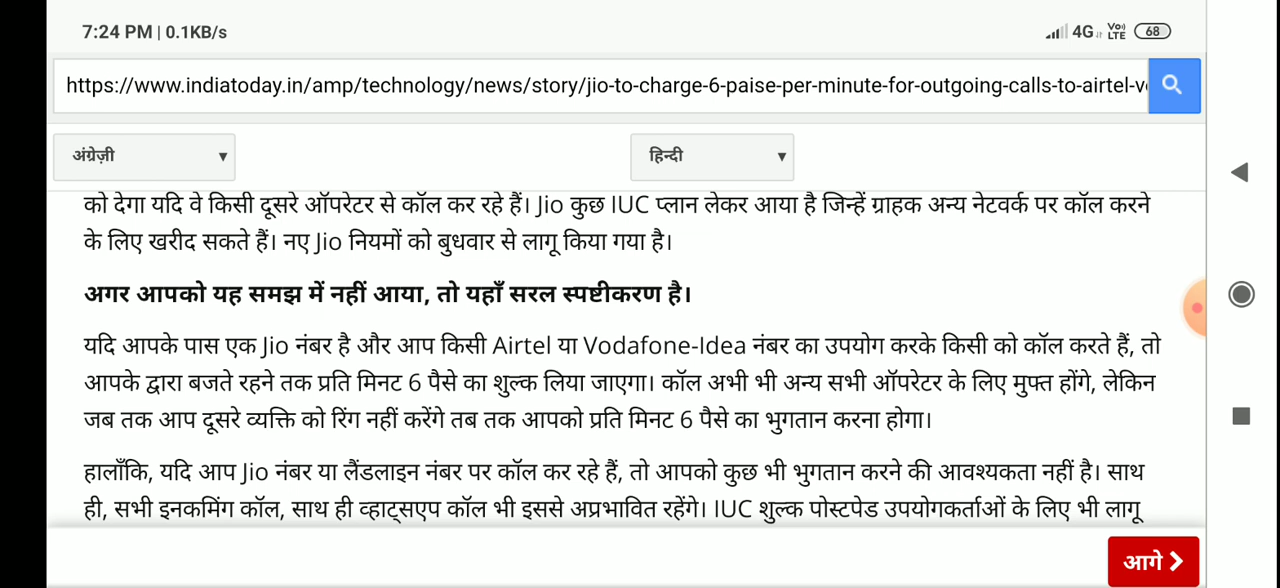 7:24 PM | 0.1KB/s 4G Vo) LTE 68
https://www.indiatoday.in/amp/technology/news/story/jio-to-charge-6-paise-per-minute-for-outgoing-calls-to-airtel-v
अंग्रेज़ी हिन्दी
को देगा यदि वे किसी दूसरे ऑपरेटर से कॉल कर रहे हैं। Jio कुछ IUC प्लान लेकर आया है जिन्हें ग्राहक अन्य नेटवर्क पर कॉल करने
के लिए खरीद सकते हैं। नए Jio नियमों को बुधवार से लागू किया गया है।
अगर आपको यह समझ में नहीं आया, तो यहाँ सरल स्पष्टीकरण है।
यदि आपके पास एक Jio नंबर है और आप किसी Airtel या Vodafone-Idea नंबर का उपयोग करके किसी को कॉल करते हैं, तो
आपके द्वारा बजते रहने तक प्रति मिनट 6 पैसे का शुल्क लिया जाएगा। कॉल अभी भी अन्य सभी ऑपरेटर के लिए मुफ्त होंगे, लेकिन
जब तक आप दूसरे व्यक्ति को रिंग नहीं करेंगे तब तक आपको प्रति मिनट 6 पैसे का भुगतान करना होगा।
हालाँकि, यदि आप Jio नंबर या लैंडलाइन नंबर पर कॉल कर रहे हैं, तो आपको कुछ भी भुगतान करने की आवश्यकता नहीं है। साथ
ही, सभी इनकमिंग कॉल, साथ ही व्हाट्सएप कॉल भी इससे अप्रभावित रहेंगे। IUC शुल्क पोस्टपेड उपयोगकर्ताओं के लिए भी लागू
आगे